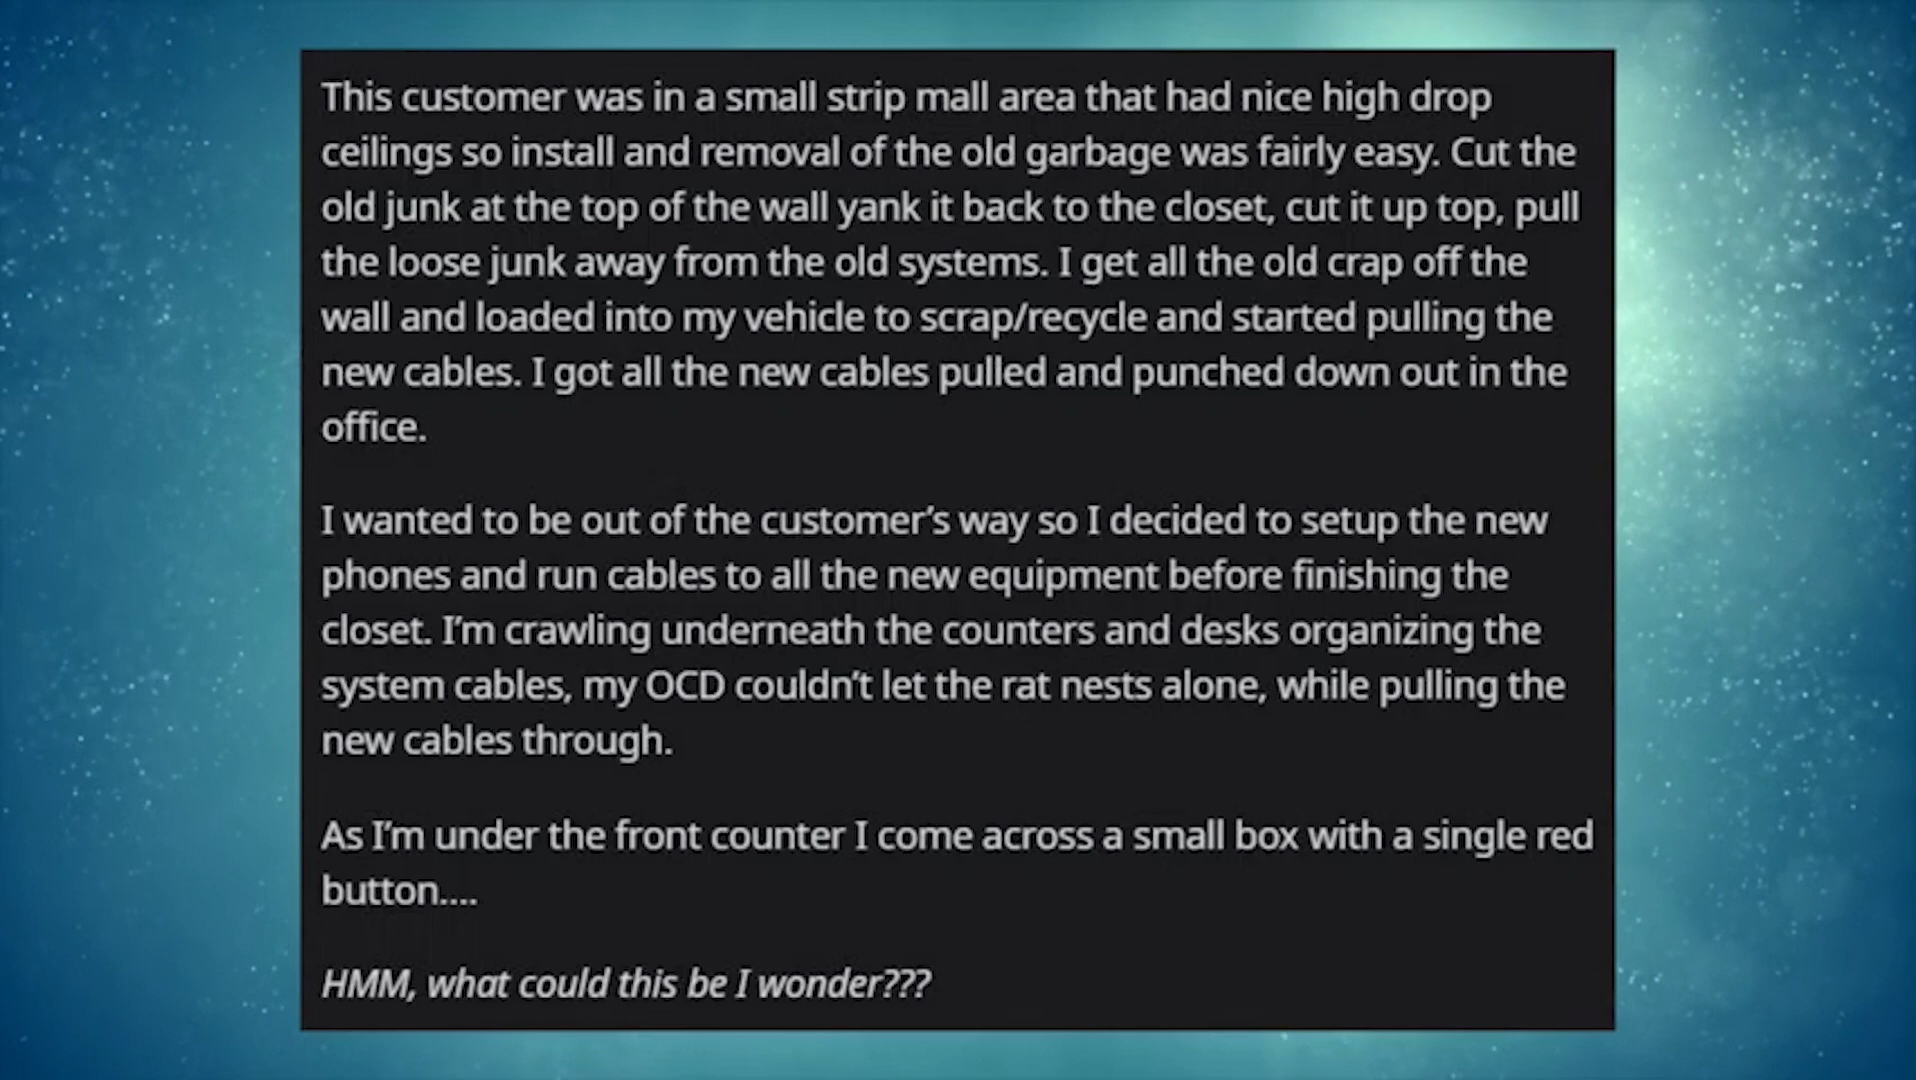 This customer was in a small strip mall area that had nice high drop
ceilings so install and removal of the old garbage was fairly easy. Cut the
old junk at the top of the wall yank it back to the closet, cut it up top, pull
the loose junk away from the old systems. I get all the old crap off the
wall and loaded into my vehicle to scrap/recycle and started pulling the
new cables. I got all the new cables pulled and punched down out in the
office.
I wanted to be out of the customer’s way so I decided to setup the new
phones and run cables to all the new equipment before finishing the
closet. I’m crawling underneath the counters and desks organizing the
system cables, my OCD couldn’t let the rat nests alone, while pulling the
new cables through.
As I’m under the front counter I come across a small box with a single red
button....
HMM, what could this be I wonder???